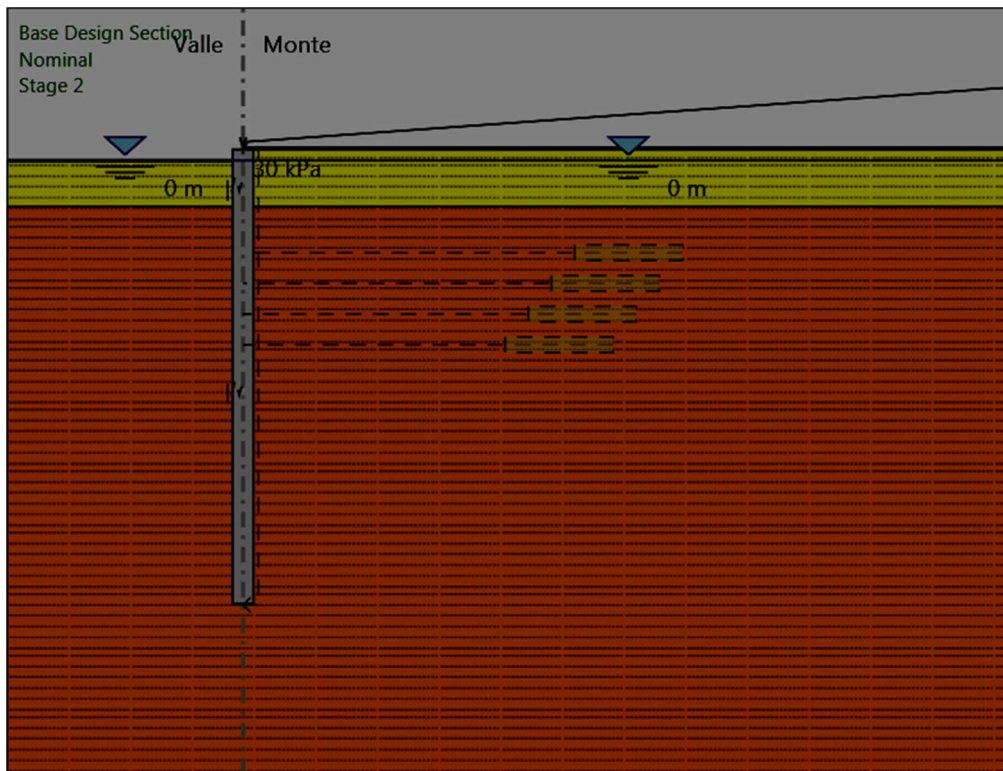 Base Design Section
Nominal
Stage 2
Valle
Monte
30 kPa
0 m
0 m